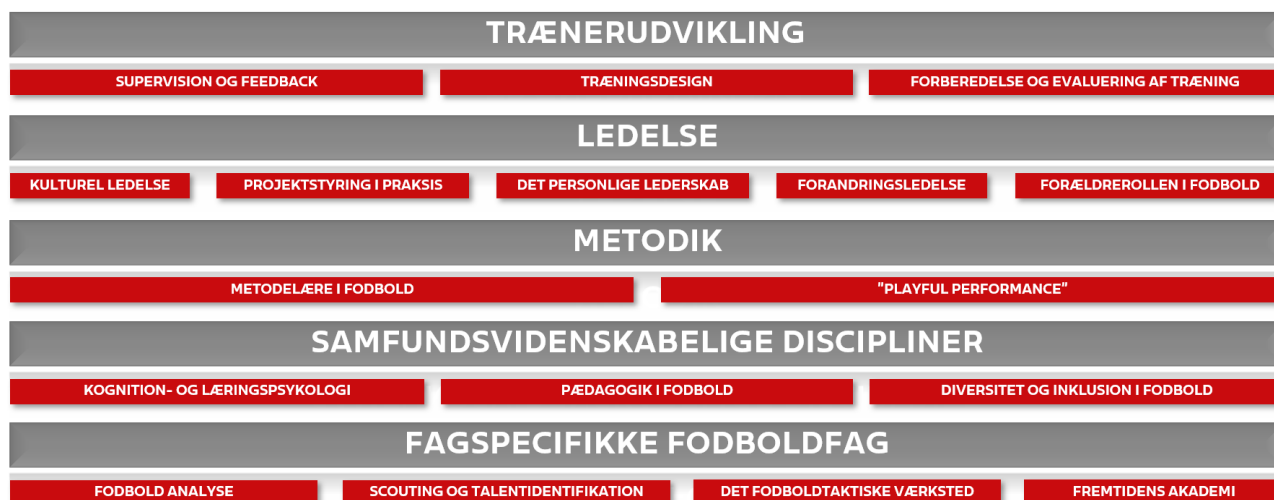 TRÆNERUDVIKLING
SUPERVISION OG FEEDBACK
TRÆNINGSDESIGN
FORBEREDELSE OG EVALUERING AF TRÆNING
LEDELSE
KULTUREL LEDELSE
PROJEKTSTYRING I PRAKSIS
DET PERSONLIGE LEDERSKAB
FORANDRINGSLEDELSE
FORÆLDREROLLEN I FODBOLD
METODIK
METODELÆRE I FODBOLD
"PLAYFUL PERFORMANCE"
SAMFUNDSVIDENSKABELIGE DISCIPLINER
KOGNITION- OG LÆRINGSPSYKOLOGI
PÆDAGOGIK I FODBOLD
DIVERSITET OG INKLUSION I FODBOLD
FAGSPECIFIKKE FODBOLDFAG
FODBOLD ANALYSE
SCOUTING OG TALENTIDENTIFIKATION
DET FODBOLDTAKTISKE VÆRKSTED
FREMTIDENS AKADEMI